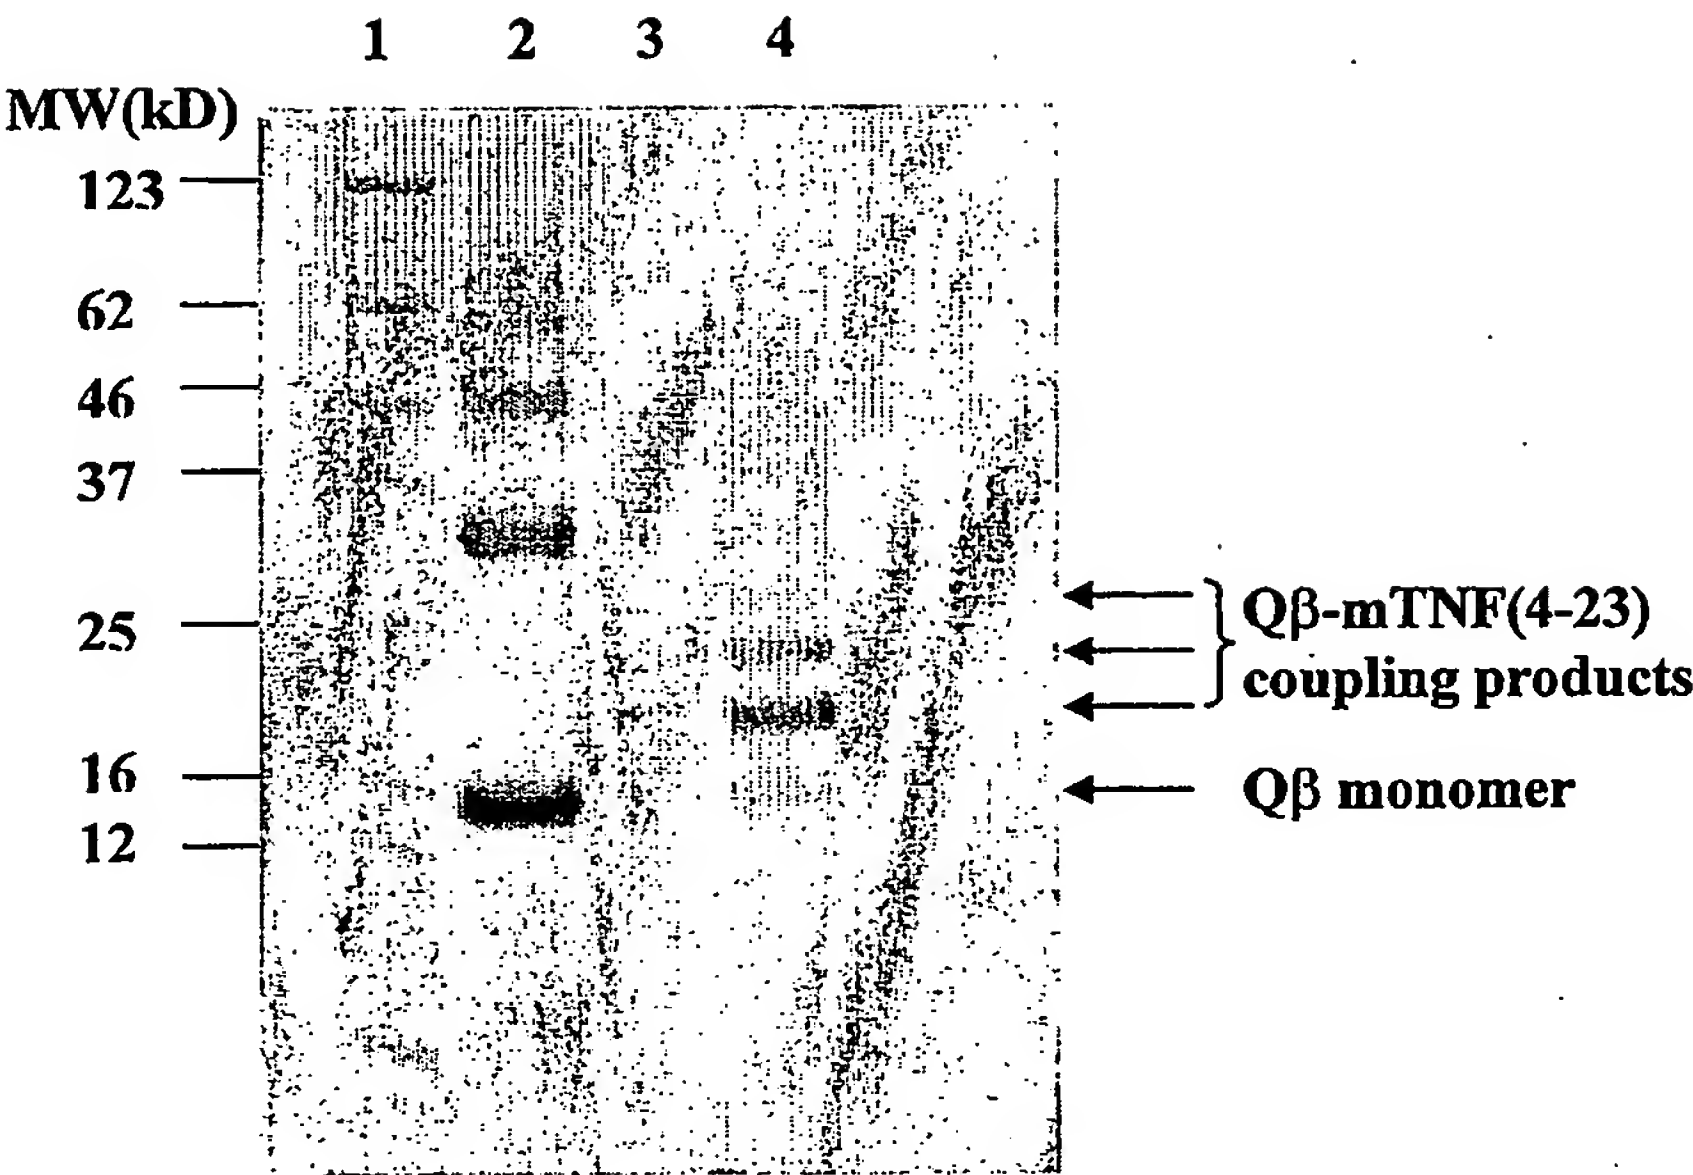 1 2 3 4
MW(kD)
123
62
46
37
25
16
12
Qβ-mTNF(4-23)
coupling products
Qβ monomer